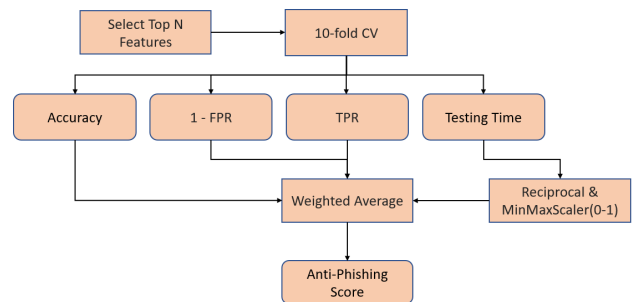 Select Top N
Features
10-fold CV
Accuracy
1 - FPR
TPR
Testing Time
Weighted Average
Reciprocal &
MinMaxScaler(0-1)
Anti-Phishing
Score